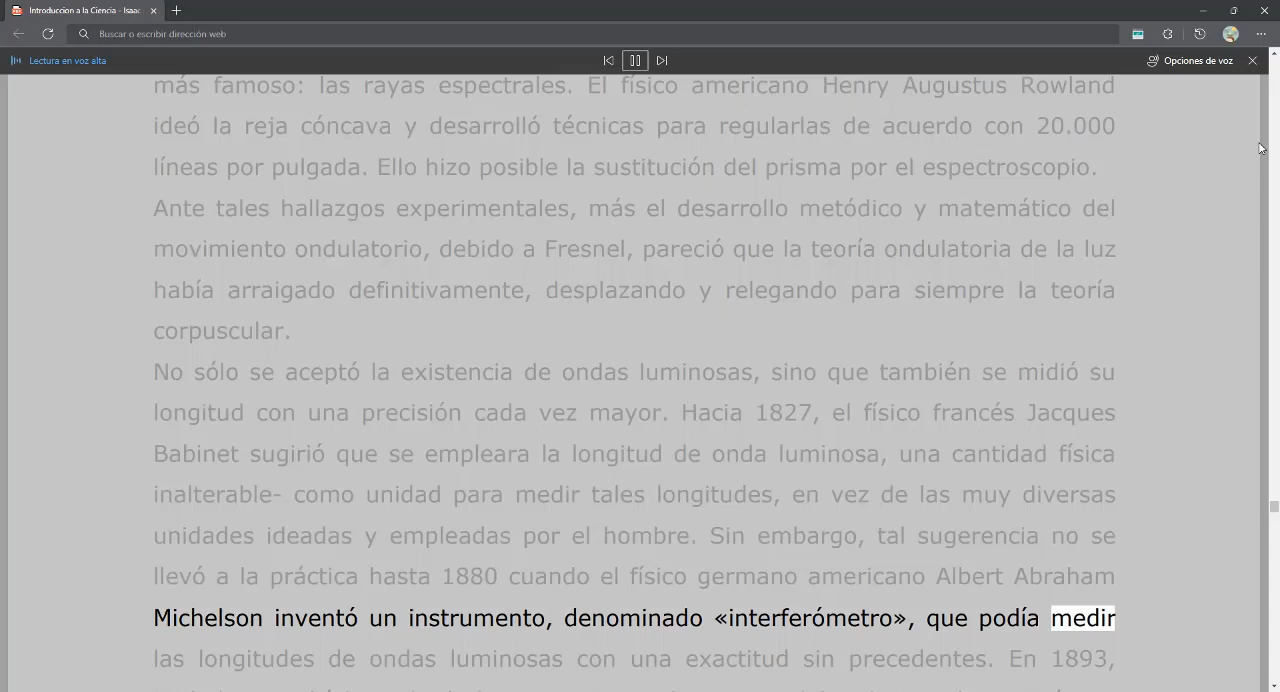 Introduccion a la Ciencia - Isaac
Buscar o escribir dirección web
Lectura en voz alta
Opciones de voz
más famoso: las rayas espectrales. El físico americano Henry Augustus Rowland
ideó la reja cóncava y desarrolló técnicas para regularlas de acuerdo con 20.000
líneas por pulgada. Ello hizo posible la sustitución del prisma por el espectroscopio.
Ante tales hallazgos experimentales, más el desarrollo metódico y matemático del
movimiento ondulatorio, debido a Fresnel, pareció que la teoría ondulatoria de la luz
había arraigado definitivamente, desplazando y relegando para siempre la teoría
corpuscular.
No sólo se aceptó la existencia de ondas luminosas, sino que también se midió su
longitud con una precisión cada vez mayor. Hacia 1827, el físico francés Jacques
Babinet sugirió que se empleara la longitud de onda luminosa, una cantidad física
inalterable- como unidad para medir tales longitudes, en vez de las muy diversas
unidades ideadas y empleadas por el hombre. Sin embargo, tal sugerencia no se
llevó a la práctica hasta 1880 cuando el físico germano americano Albert Abraham
Michelson inventó un instrumento, denominado «interferómetro», que podía medir
las longitudes de ondas luminosas con una exactitud sin precedentes. En 1893,